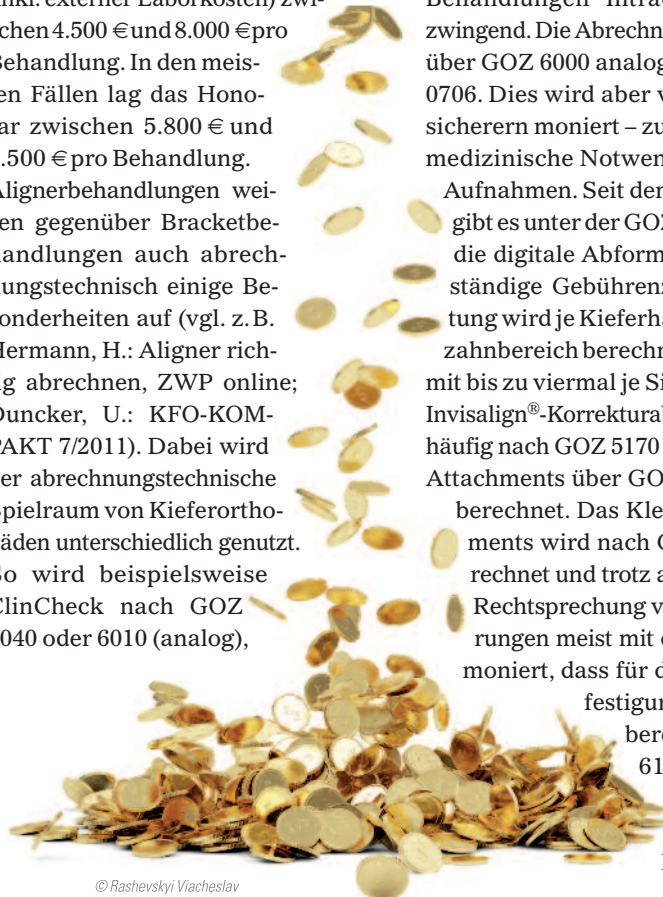 inkl. externer Laborkosten) zwi-
schen 4.500 € und 8.000 € pro
Behandlung. In den meis-
en Fällen lag das Hono-
ar zwischen 5.800 € und
.500 € pro Behandlung.
Alignerbehandlungen wei-
en gegenüber Bracketbe-
handlungen auch abrech-
nungstechnisch einige Be-
onderheiten auf (vgl. z. B.
Hermann, H.: Aligner rich-
ig abrechnen, ZWP online;
Duncker, U.: KFO-KOM-
PAKT 7/2011). Dabei wird
er abrechnungstechnische
Spielraum von Kieferortho-
äden unterschiedlich genutzt.
So wird beispielsweise
ClinCheck nach GOZ
040 oder 6010 (analog),
Behandlungen
zwingend. Die Abrechn
über GOZ 6000 analog
0706. Dies wird aber v
sicherern moniert – zu
medizinische Notwen
Aufnahmen. Seit den
gibt es unter der GOZ
die digitale Abform
ständige Gebührenz
tung wird je Kieferhä
zahnbereich berechn
mit bis zu viermal je Si
Invisalign®-Korrekturab
häufig nach GOZ 5170
Attachments über GO
berechnet. Das Kle
ments wird nach G
rechnet und trotz a
Rechtsprechung v
rungen meist mit d
moniert, dass für d
festigun
bere
61
© Rashevskyi Viacheslav